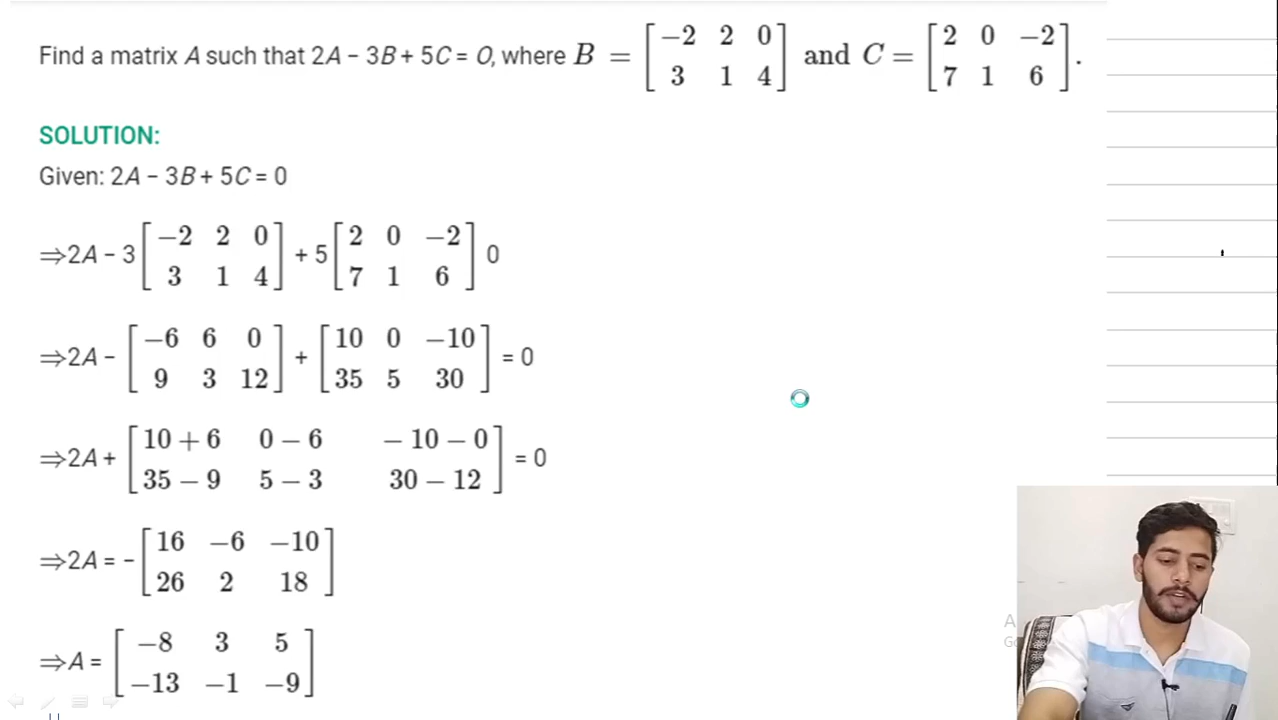 Find a matrix A such that 2A − 3B + 5C = O, where B = [−2 2 0; 3 1 4] and C = [2 0 −2; 7 1 6].
SOLUTION:
Given: 2A − 3B + 5C = 0
⇒2A − 3 [−2 2 0; 3 1 4] + 5 [2 0 −2; 7 1 6] 0
⇒2A − [−6 6 0; 9 3 12] + [10 0 −10; 35 5 30] = 0
⇒2A + [10 + 6 0 − 6 − 10 − 0; 35 − 9 5 − 3 30 − 12] = 0
⇒2A = − [16 −6 −10; 26 2 18]
⇒A = [−8 3 5; −13 −1 −9]